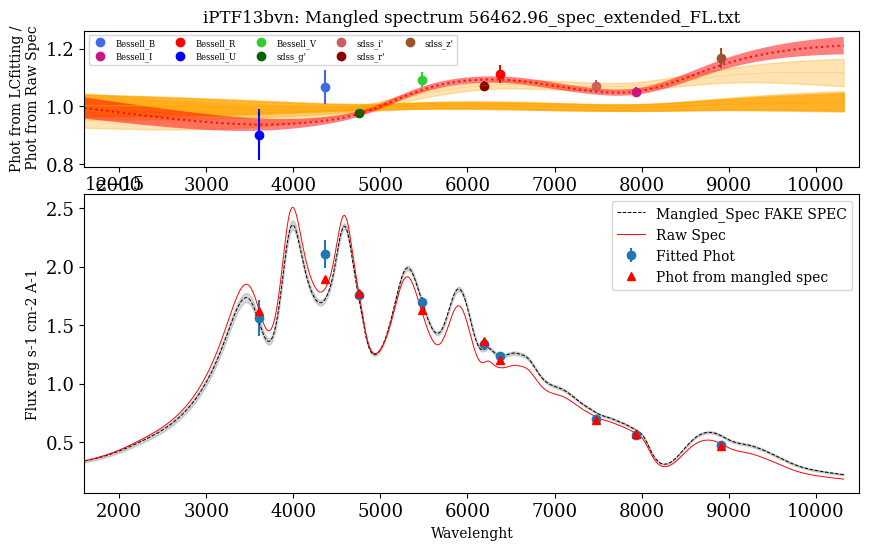 iPTF13bvn: Mangled spectrum 56462.96_spec_extended_FL.txt
Phot from LCfitting /
Phot from Raw Spec
1.2
1.0
0.8
Bessell_B Bessell_R Bessell_V sdss_i' sdss_z'
Bessell_I Bessell_U sdss_g' sdss_r'
2000 3000 4000 5000 6000 7000 8000 9000 10000
1e−15
Flux erg s-1 cm-2 A-1
2.5
2.0
1.5
1.0
0.5
Mangled_Spec FAKE SPEC
Raw Spec
Fitted Phot
Phot from mangled spec
2000 3000 4000 5000 6000 7000 8000 9000 10000
Wavelenght